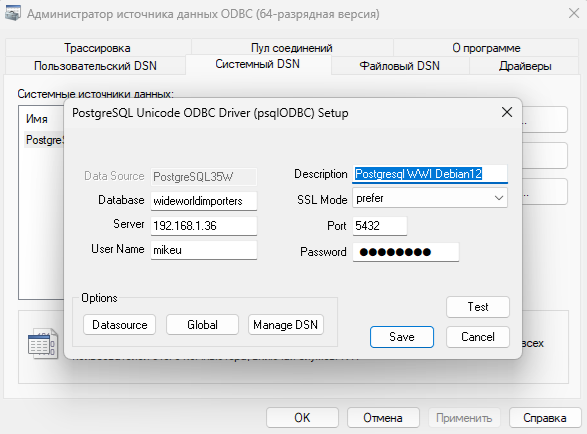 Администратор источника данных ODBC (64-разрядная версия)
Трассировка
Пул соединений
О программе
Пользовательский DSN
Системный DSN
Файловый DSN
Драйверы
Системные источники данных:
Имя
PostgreSQL Unicode ODBC Driver (psqlODBC) Setup
Data Source
PostgreSQL35W
Description
Postgresql WWI Debian12
Database
wideworldimporters
SSL Mode
prefer
Server
192.168.1.36
Port
5432
User Name
mikeu
Password
●●●●●●●●
Options
Datasource
Global
Manage DSN
Test
Save
Cancel
всех
OK
Отмена
Применить
Справка